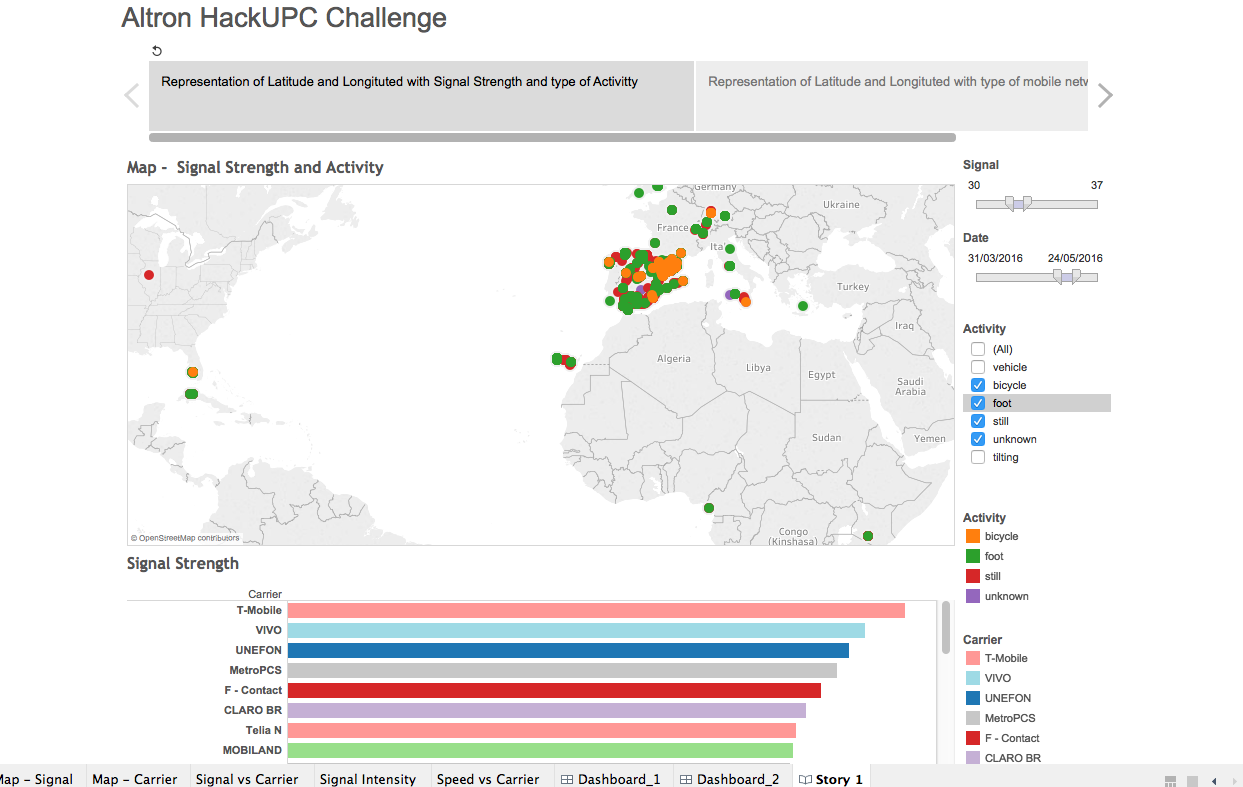 Altron HackUPC Challenge
Representation of Latitude and Longituted with Signal Strength and type of Activitty
Representation of Latitude and Longituted with type of mobile netw
Map - Signal Strength and Activity
Signal
30 37
Date
31/03/2016 24/05/2016
Activity
(All)
vehicle
bicycle
foot
still
unknown
tilting
Germany
Ukraine
France
Ital
Turkey
Iraq
Algeria
Libya
Egypt
Saudi
Arabia
Sudan
Yemen
Congo
(Kinshasa)
© OpenStreetMap contributors
Activity
bicycle
foot
still
unknown
Signal Strength
Carrier
T-Mobile
VIVO
UNEFON
MetroPCS
F - Contact
CLARO BR
Telia N
MOBILAND
Carrier
T-Mobile
VIVO
UNEFON
MetroPCS
F - Contact
CLARO BR
Map - Signal Map - Carrier Signal vs Carrier Signal Intensity Speed vs Carrier Dashboard_1 Dashboard_2 Story 1